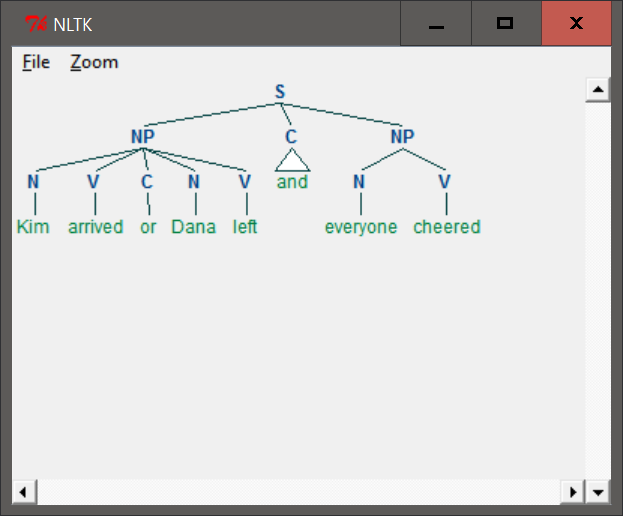 NLTK
File Zoom
S
NP C NP
N V C N V and N V
Kim arrived or Dana left everyone cheered